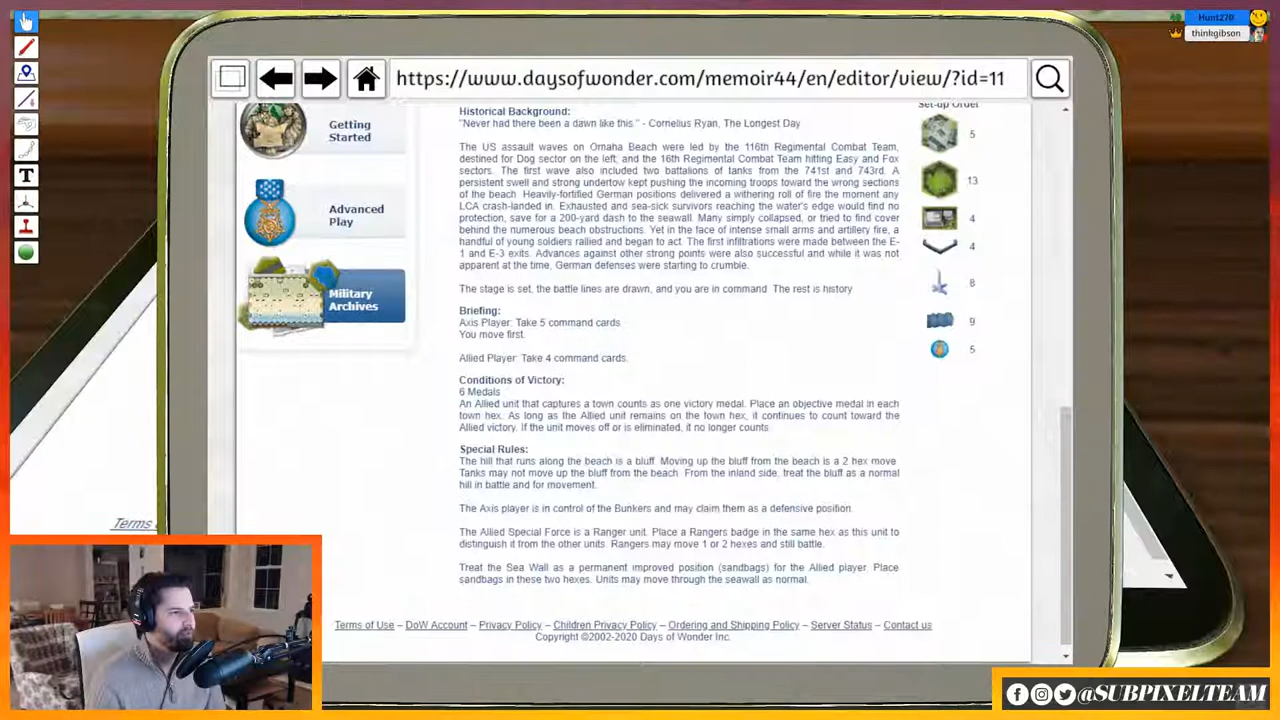 Hunt270
thinkgibson
https://www.daysofwonder.com/memoir44/en/editor/view/?id=11
Getting
Started
Advanced
Play
Military
Archives
Historical Background:
"Never had there been a dawn like this." - Cornelius Ryan, The Longest Day
The US assault waves on Omaha Beach were led by the 116th Regimental Combat Team,
destined for Dog sector on the left, and the 16th Regimental Combat Team hitting Easy and Fox
sectors. The first wave also included two battalions of tanks from the 741st and 743rd. A
persistent swell and strong undertow kept pushing the incoming troops toward the wrong sections
of the beach. Heavily-fortified German positions delivered a withering roll of fire the moment any
LCA crash-landed in. Exhausted and sea-sick survivors reaching the water's edge would find no
protection, save for a 200-yard dash to the seawall. Many simply collapsed, or tried to find cover
behind the numerous beach obstructions. Yet in the face of intense small arms and artillery fire, a
handful of young soldiers rallied and began to act. The first infiltrations were made between the E-
1 and E-3 exits. Advances against other strong points were also successful and while it was not
apparent at the time, German defenses were starting to crumble.
The stage is set, the battle lines are drawn, and you are in command. The rest is history
Briefing:
Axis Player: Take 5 command cards.
You move first.
Allied Player: Take 4 command cards.
Conditions of Victory:
6 Medals
An Allied unit that captures a town counts as one victory medal. Place an objective medal in each
town hex. As long as the Allied unit remains on the town hex, it continues to count toward the
Allied victory. If the unit moves off or is eliminated, it no longer counts.
Special Rules:
The hill that runs along the beach is a bluff. Moving up the bluff from the beach is a 2 hex move.
Tanks may not move up the bluff from the beach. From the inland side, treat the bluff as a normal
hill in battle and for movement.
The Axis player is in control of the Bunkers and may claim them as a defensive position.
The Allied Special Force is a Ranger unit. Place a Rangers badge in the same hex as this unit to
distinguish it from the other units. Rangers may move 1 or 2 hexes and still battle.
Treat the Sea Wall as a permanent improved position (sandbags) for the Allied player. Place
sandbags in these two hexes. Units may move through the seawall as normal.
Set-up Order
5
13
4
4
8
9
5
Terms
Terms of Use – DoW Account – Privacy Policy – Children Privacy Policy – Ordering and Shipping Policy – Server Status – Contact us
Copyright ©2002-2020 Days of Wonder Inc.
T
@SUBPIXELTEAM